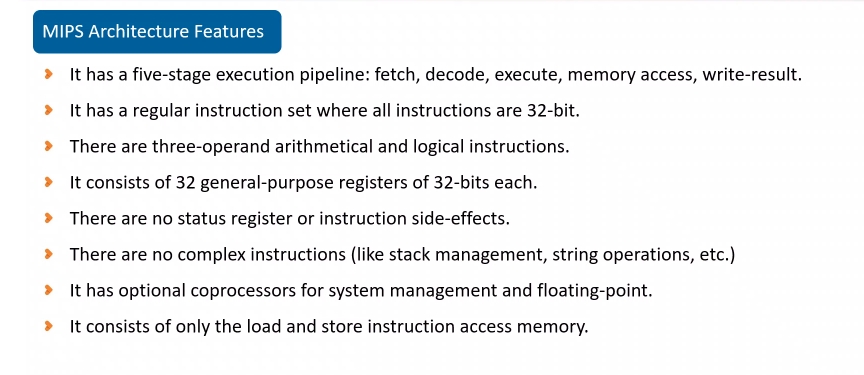 MIPS Architecture Features
It has a five-stage execution pipeline: fetch, decode, execute, memory access, write-result.
It has a regular instruction set where all instructions are 32-bit.
There are three-operand arithmetical and logical instructions.
It consists of 32 general-purpose registers of 32-bits each.
There are no status register or instruction side-effects.
There are no complex instructions (like stack management, string operations, etc.)
It has optional coprocessors for system management and floating-point.
It consists of only the load and store instruction access memory.